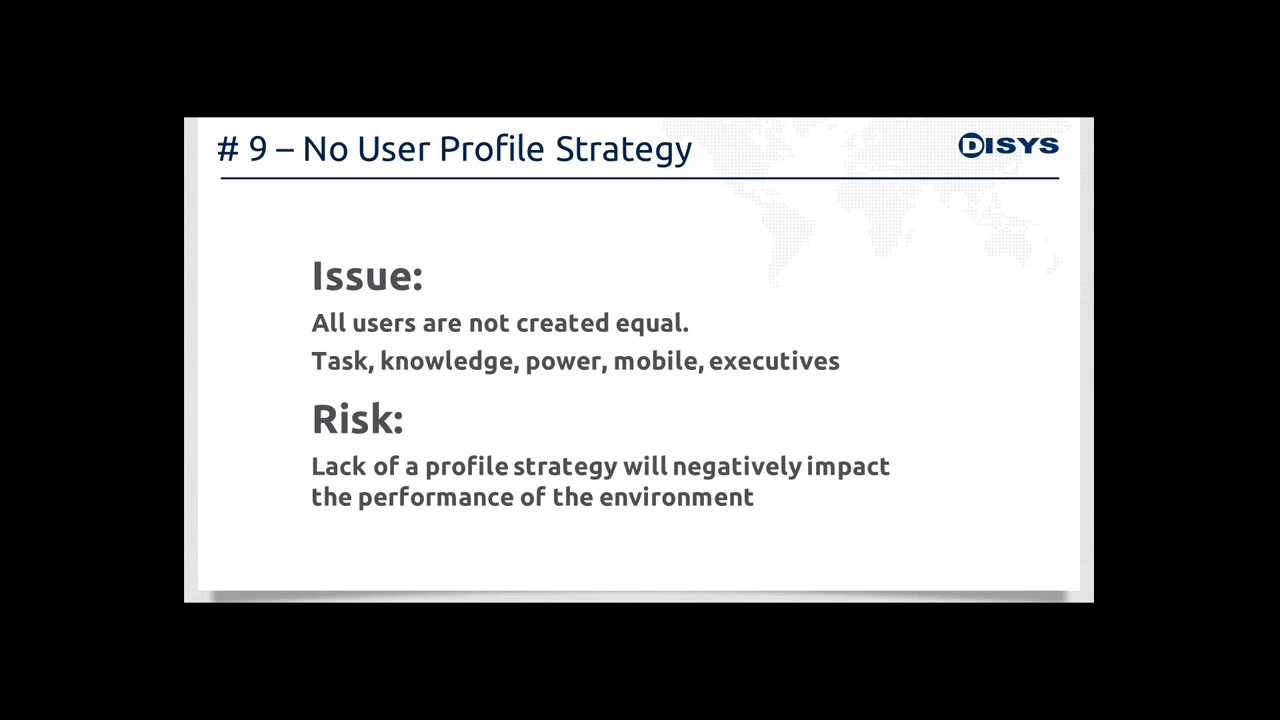 # 9 – No User Profile Strategy
DISYS
Issue:
All users are not created equal.
Task, knowledge, power, mobile, executives
Risk:
Lack of a profile strategy will negatively impact
the performance of the environment